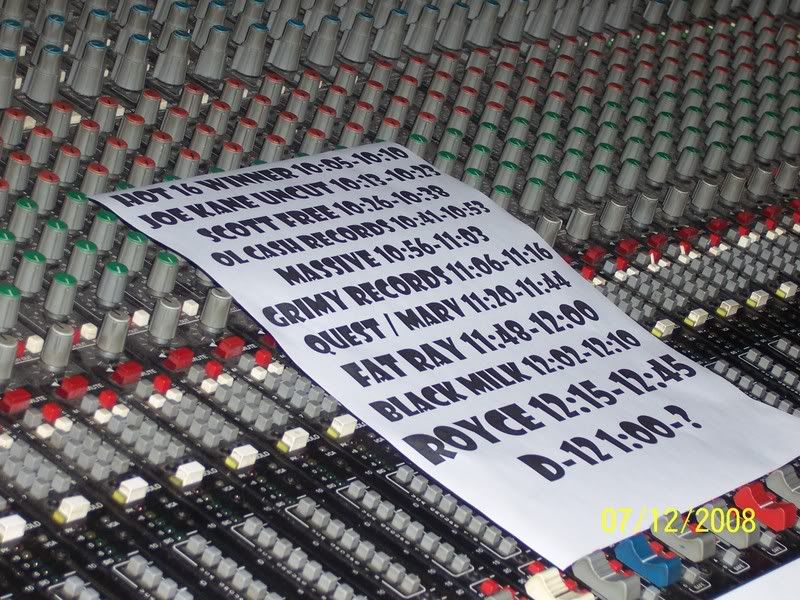 HOT 16 WINNER 10:05-10:10
JOE KANE UNCUT 10:13-10:23
SCOTT FREE 10:26-10:38
OL CASH RECORDS 10:41-10:53
MASSIVE 10:56-11:03
GRIMY RECORDS 11:06-11:16
QUEST / MARV 11:20-11:44
FAT RAY 11:48-12:00
BLACK MILK 12:02-12:10
ROYCE 12:15-12:45
D-12 1:00-?
07/12/2008